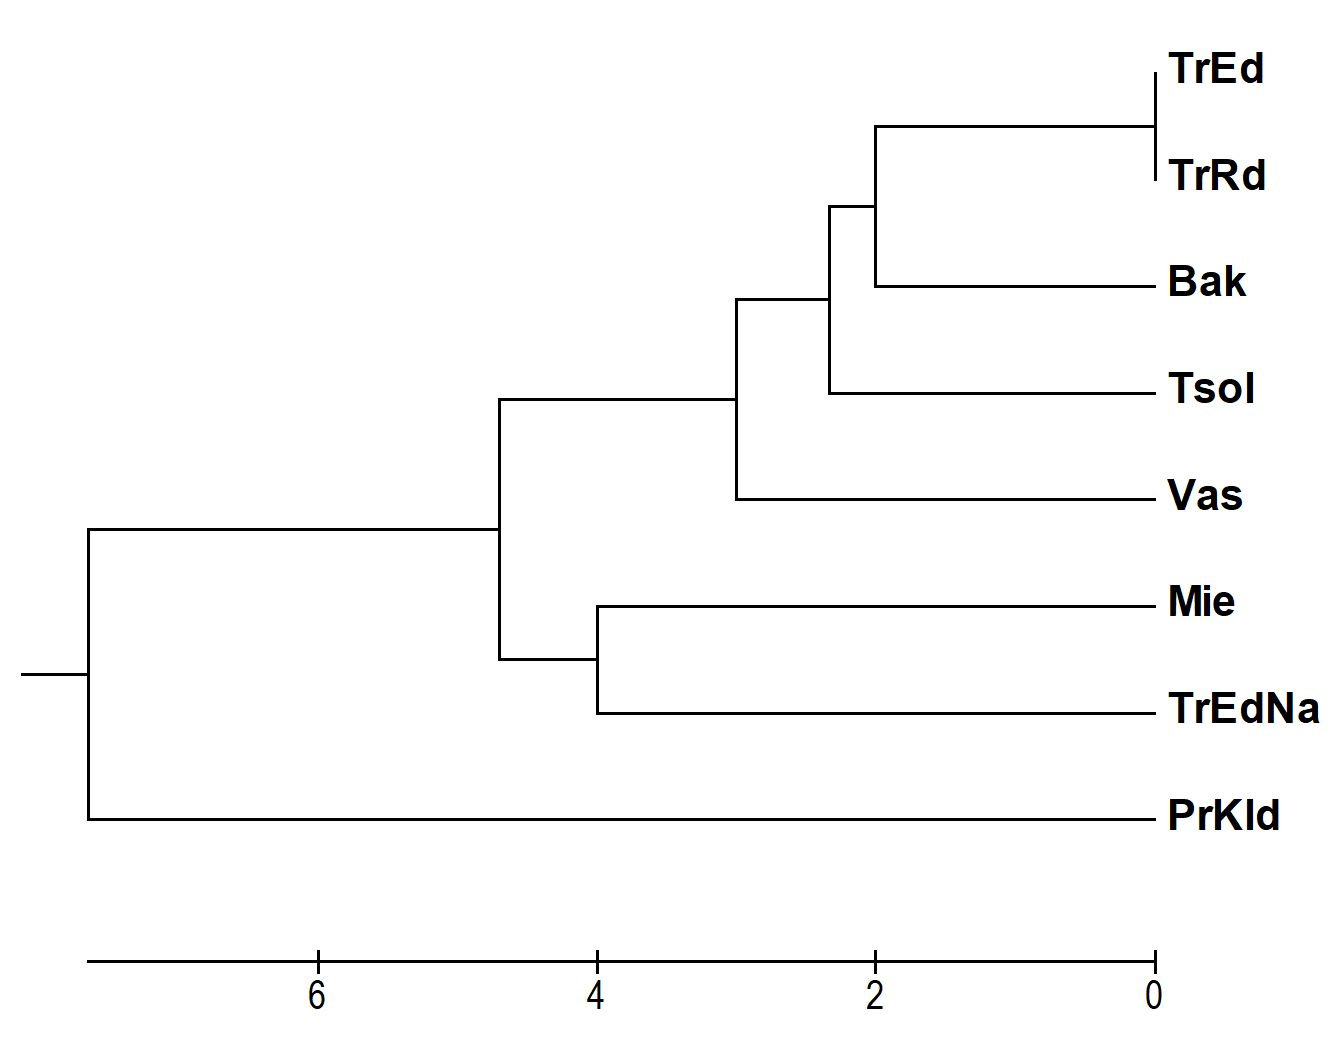 TrEd
TrRd
Bak
Tsol
Vas
Mie
TrEdNa
PrKld
6 4 2 0